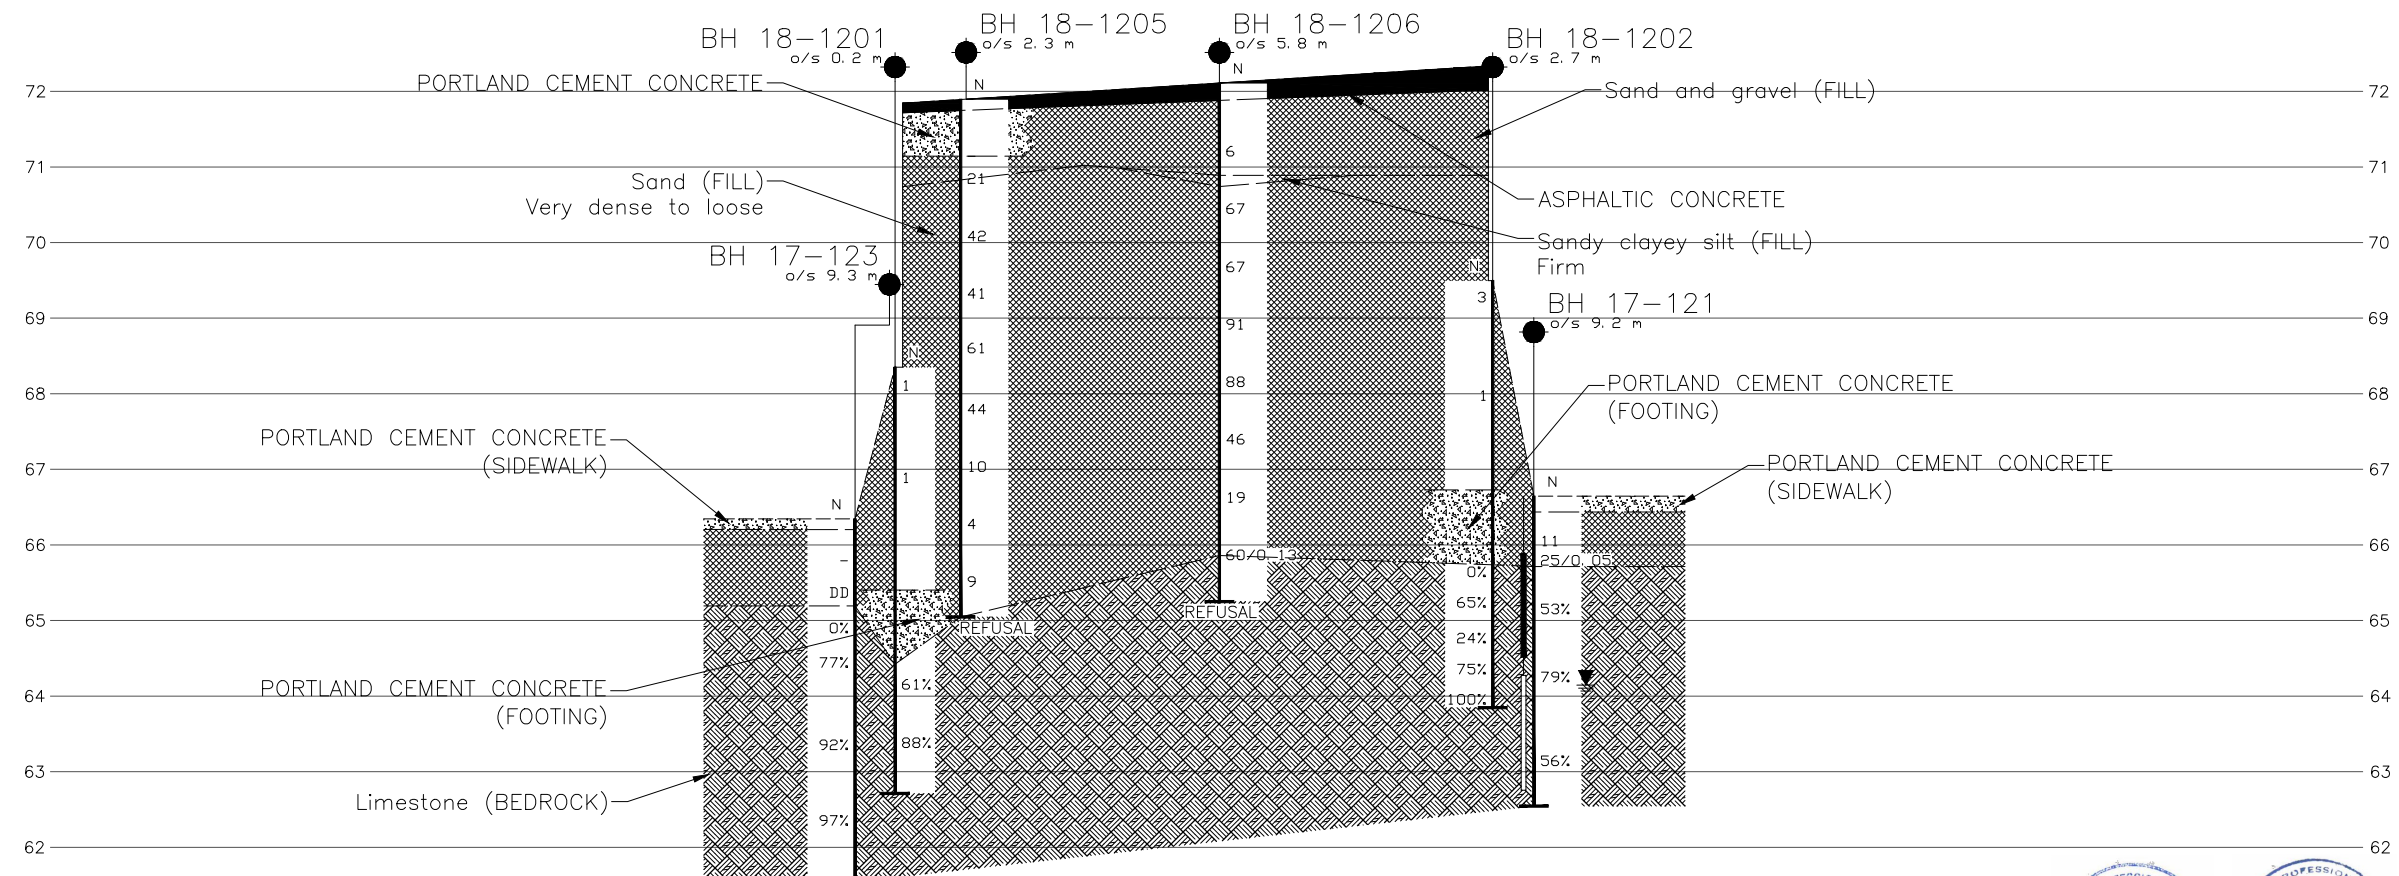 BH 18-1201
o/s 0.2 m
BH 18-1205
o/s 2.3 m
BH 18-1206
o/s 5.8 m
BH 18-1202
o/s 2.7 m
PORTLAND CEMENT CONCRETE
N
N
Sand and gravel (FILL)
72
72
6
71
71
Sand (FILL)
Very dense to loose
21
ASPHALTIC CONCRETE
67
42
70
70
Sandy clayey silt (FILL)
Firm
BH 17-123
o/s 9.3 m
67
N
41
3
BH 17-121
o/s 9.2 m
69
69
91
61
N
1
88
PORTLAND CEMENT CONCRETE
(FOOTING)
68
68
1
44
PORTLAND CEMENT CONCRETE
(SIDEWALK)
46
67
67
10
1
PORTLAND CEMENT CONCRETE
(SIDEWALK)
N
N
19
4
66
66
11
60/0.13
25/0.05
-
0%
9
DD
65%
53%
65
65
0%
REFUSAL
REFUSAL
24%
77%
75%
79%
61%
PORTLAND CEMENT CONCRETE
(FOOTING)
64
64
100%
92%
88%
56%
63
63
Limestone (BEDROCK)
97%
62
62